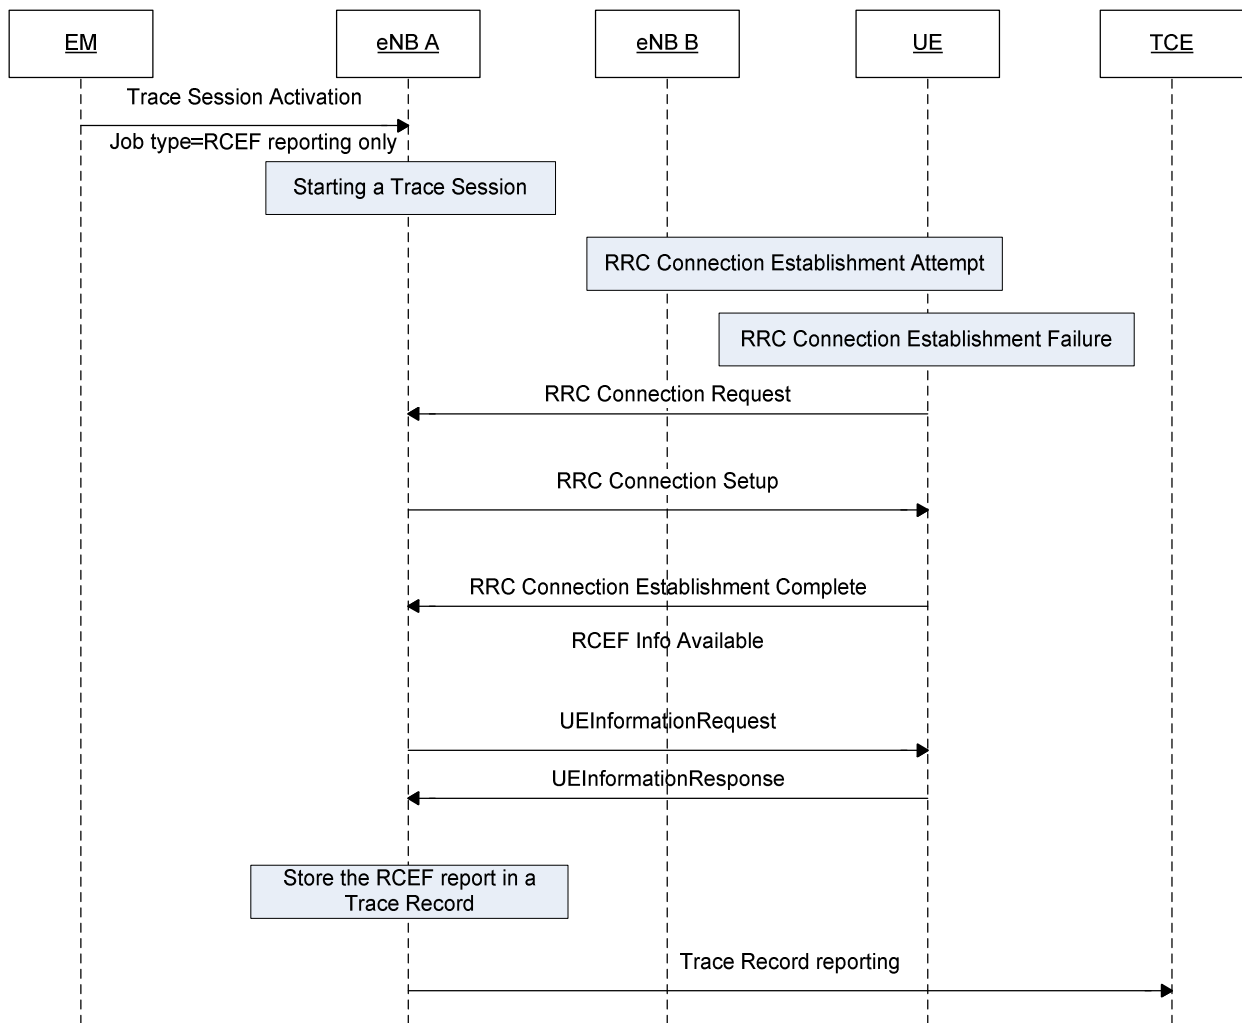 EM
eNB A
eNB B
UE
TCE
Trace Session Activation
Job type=RCEF reporting only
Starting a Trace Session
RRC Connection Establishment Attempt
RRC Connection Establishment Failure
RRC Connection Request
RRC Connection Setup
RRC Connection Establishment Complete
RCEF Info Available
UEInformationRequest
UEInformationResponse
Store the RCEF report in a
Trace Record
Trace Record reporting